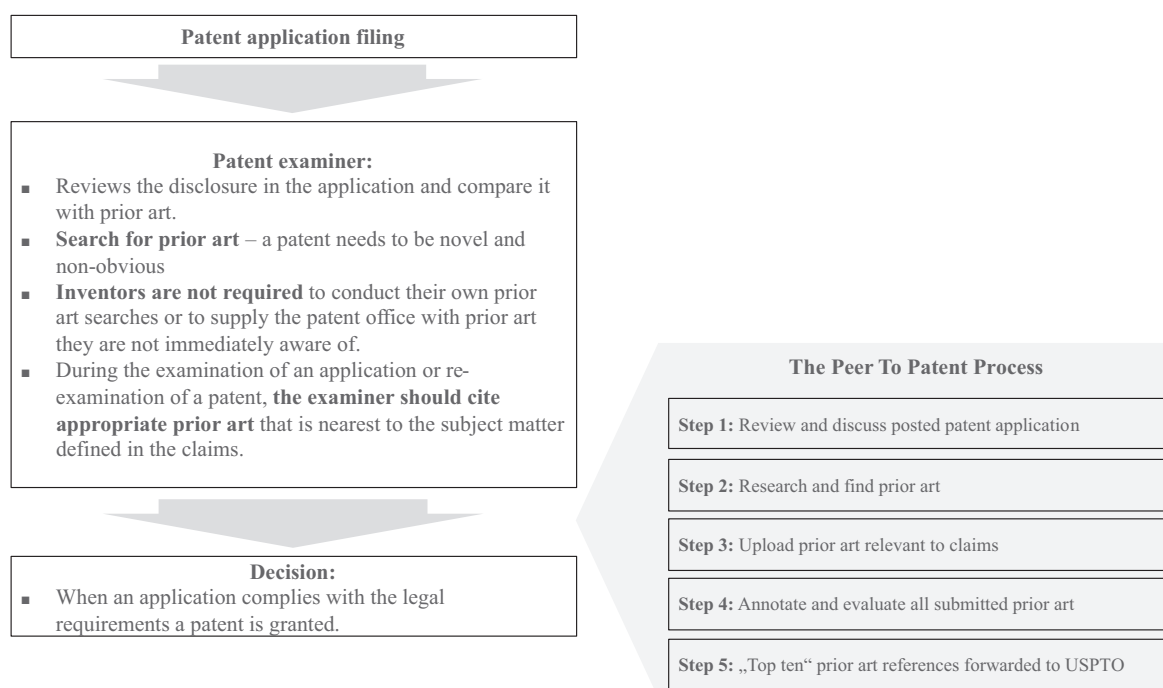 Patent application filing
Patent examiner:
■ Reviews the disclosure in the application and compare it
with prior art.
■ Search for prior art – a patent needs to be novel and
non-obvious
■ Inventors are not required to conduct their own prior
art searches or to supply the patent office with prior art
they are not immediately aware of.
■ During the examination of an application or re-
examination of a patent, the examiner should cite
appropriate prior art that is nearest to the subject matter
defined in the claims.
Decision:
■ When an application complies with the legal
requirements a patent is granted.
The Peer To Patent Process
Step 1: Review and discuss posted patent application
Step 2: Research and find prior art
Step 3: Upload prior art relevant to claims
Step 4: Annotate and evaluate all submitted prior art
Step 5: „Top ten“ prior art references forwarded to USPTO